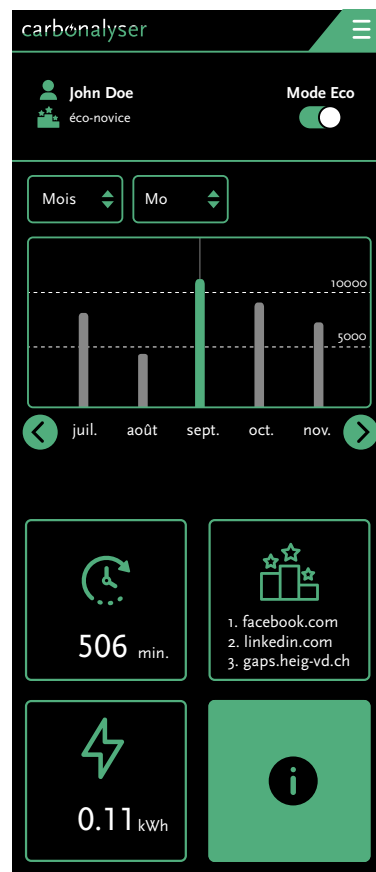 carbonalyser
John Doe
Mode Eco
éco-novice
Mois
Mo
10000
5000
juil. août sept. oct. nov.
506 min.
1. facebook.com
2. linkedin.com
3. gaps.heig-vd.ch
0.11 kWh
i